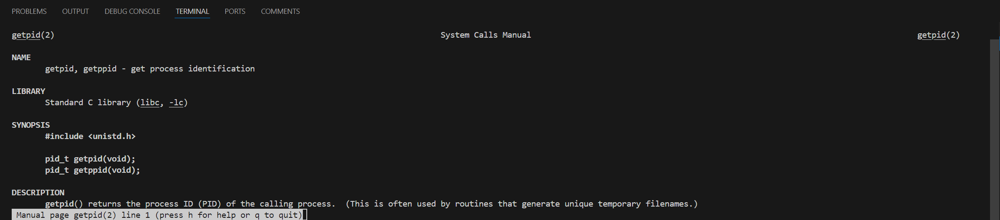 PROBLEMS OUTPUT DEBUG CONSOLE TERMINAL PORTS COMMENTS
getpid(2) System Calls Manual getpid(2)
NAME
getpid, getppid - get process identification
LIBRARY
Standard C library (libc, -lc)
SYNOPSIS
#include <unistd.h>
pid_t getpid(void);
pid_t getppid(void);
DESCRIPTION
getpid() returns the process ID (PID) of the calling process.  (This is often used by routines that generate unique temporary filenames.)
Manual page getpid(2) line 1 (press h for help or q to quit)